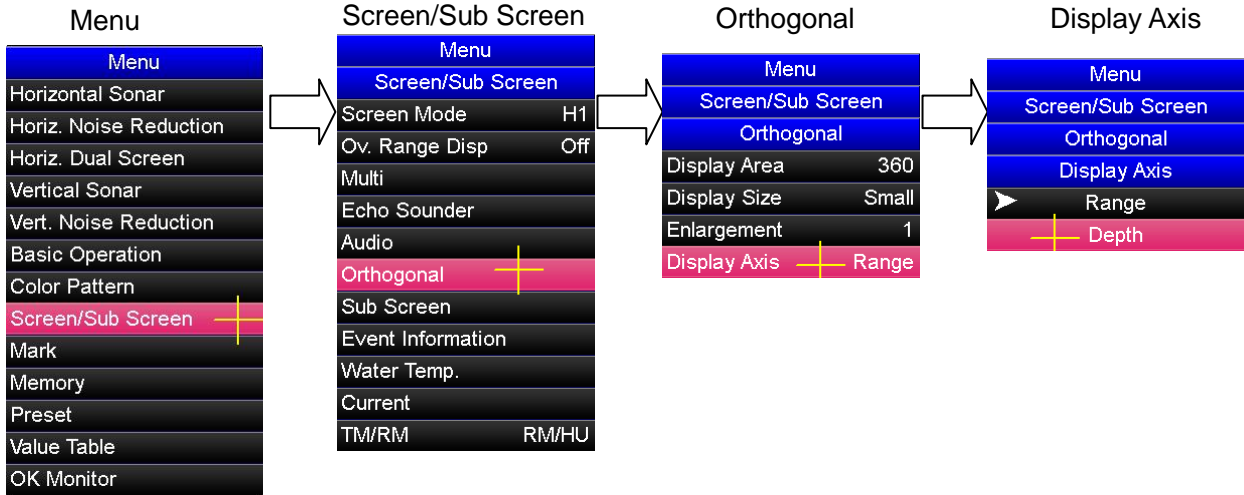 Menu
Menu
Horizontal Sonar
Horiz. Noise Reduction
Horiz. Dual Screen
Vertical Sonar
Vert. Noise Reduction
Basic Operation
Color Pattern
Screen/Sub Screen
Mark
Memory
Preset
Value Table
OK Monitor
Screen/Sub Screen
Menu
Screen/Sub Screen
Screen Mode H1
Ov. Range Disp Off
Multi
Echo Sounder
Audio
Orthogonal
Sub Screen
Event Information
Water Temp.
Current
TM/RM RM/HU
Orthogonal
Menu
Screen/Sub Screen
Orthogonal
Display Area 360
Display Size Small
Enlargement 1
Display Axis Range
Display Axis
Menu
Screen/Sub Screen
Orthogonal
Display Axis
Range
Depth